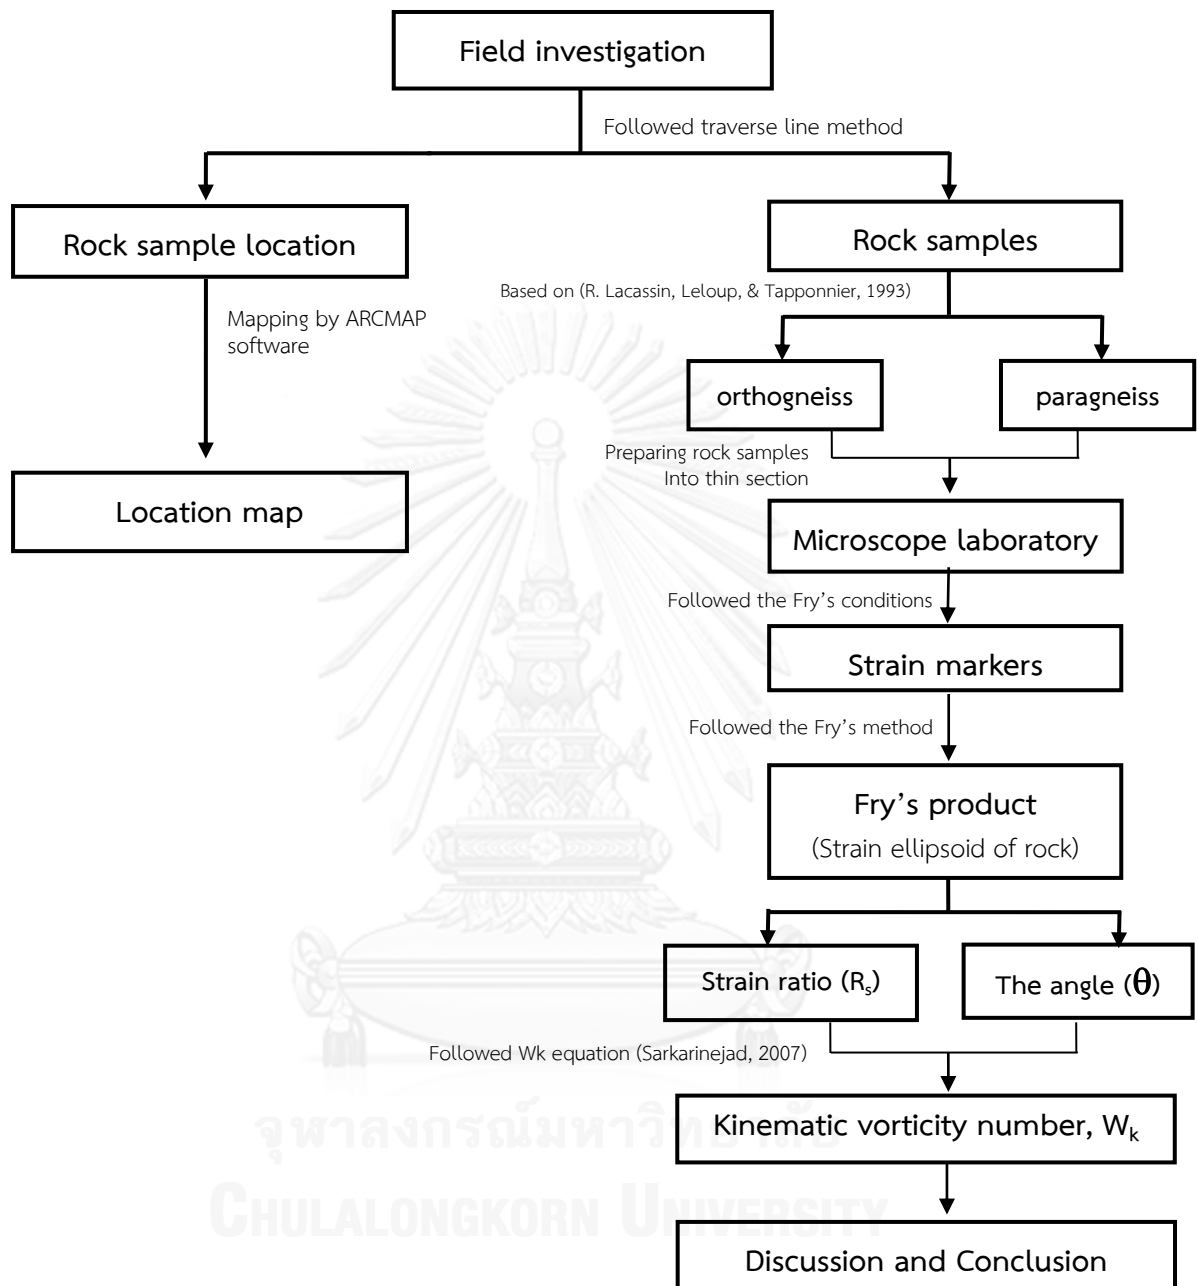 Field investigation
Followed traverse line method
Rock sample location
Rock samples
Based on (R. Lacassin, Leloup, & Tapponnier, 1993)
Mapping by ARCMAP
software
orthogneiss
paragneiss
Preparing rock samples
Into thin section
Location map
Microscope laboratory
Followed the Fry's conditions
Strain markers
Followed the Fry's method
Fry's product
(Strain ellipsoid of rock)
Strain ratio (Rs)
The angle (θ)
Followed Wk equation (Sarkarinejad, 2007)
Kinematic vorticity number, Wk
จุฬาลงกรณ์มหาวิทยาลัย
CHULALONGKORN UNIVERSITY
Discussion and Conclusion